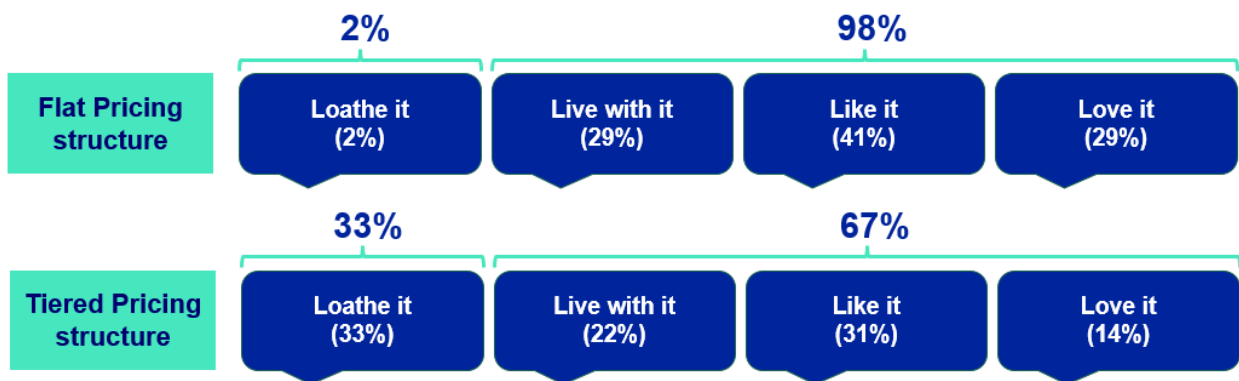 2%
98%
Flat Pricing
structure
Loathe it
(2%)
Live with it
(29%)
Like it
(41%)
Love it
(29%)
33%
67%
Tiered Pricing
structure
Loathe it
(33%)
Live with it
(22%)
Like it
(31%)
Love it
(14%)